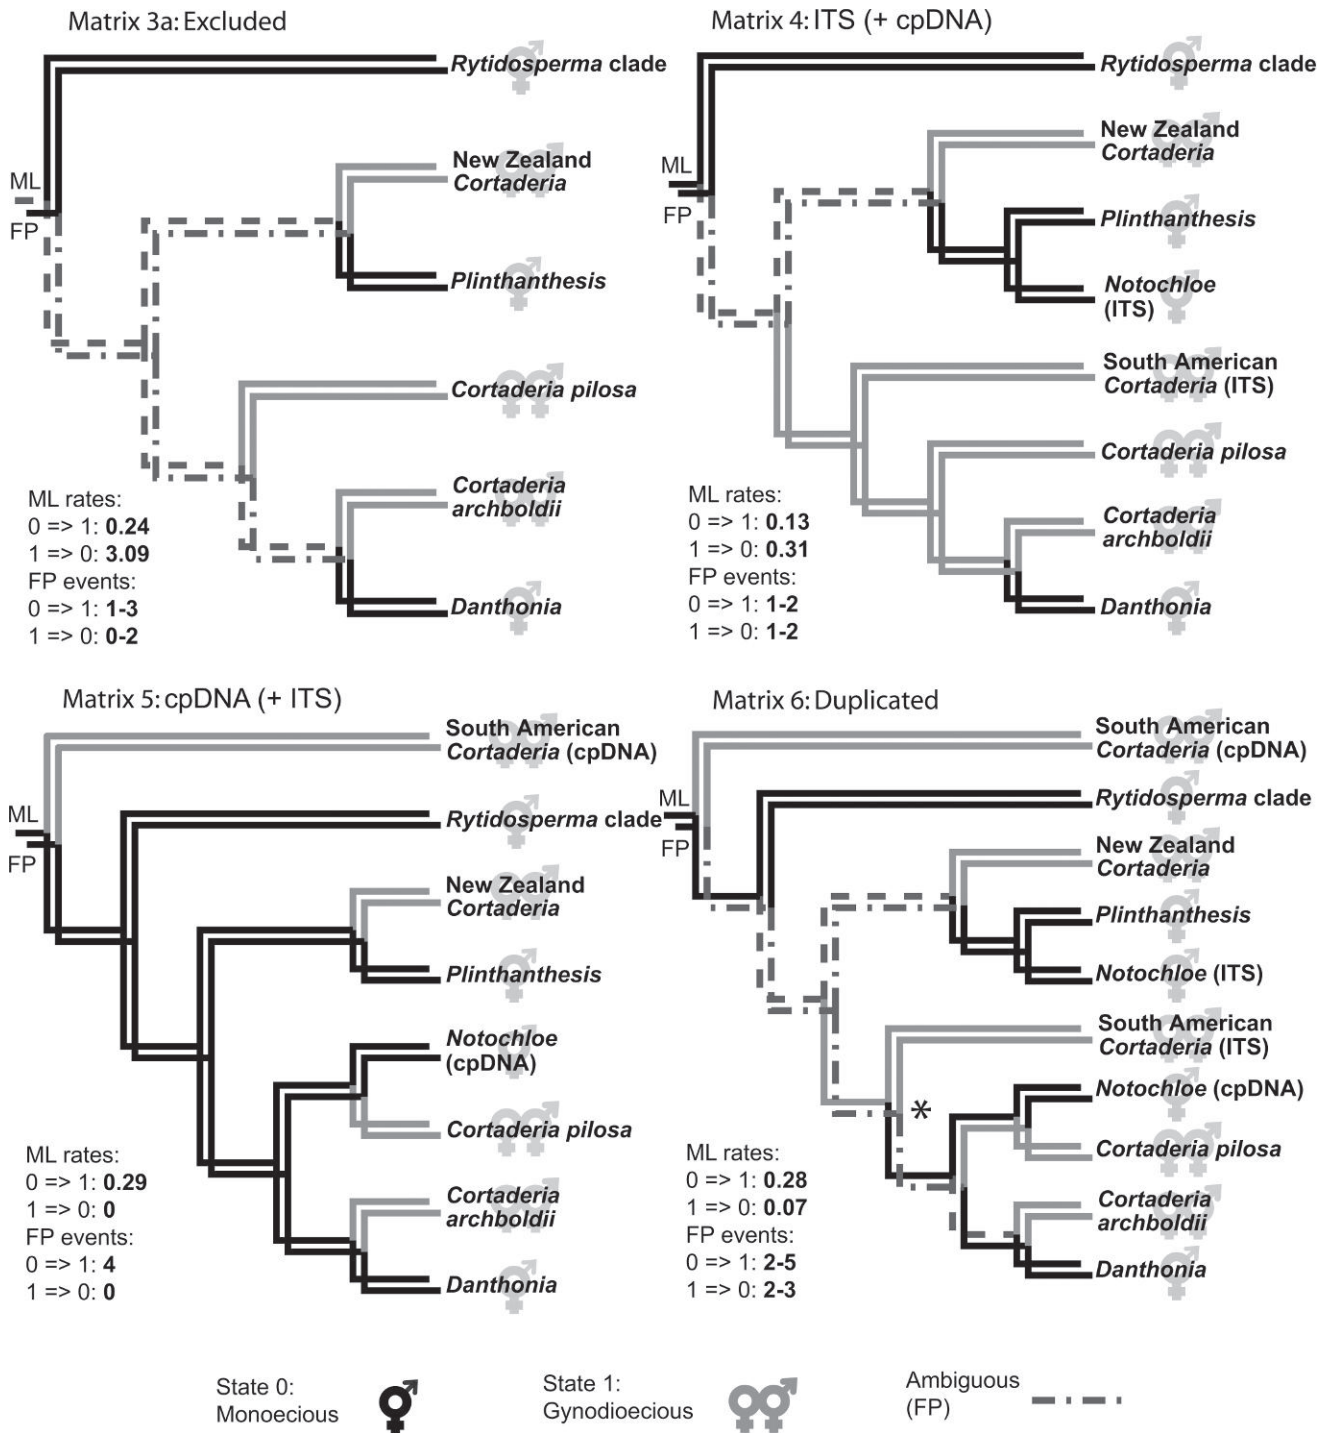 Matrix 3a: Excluded
Rytidosperma clade
New Zealand
Cortaderia
ML
FP
Plinthanthesis
Cortaderia pilosa
Cortaderia
archboldii
ML rates:
0 => 1: 0.24
1 => 0: 3.09
FP events:
0 => 1: 1-3
1 => 0: 0-2
Danthonia
Matrix 4: ITS (+ cpDNA)
Rytidosperma clade
New Zealand
Cortaderia
ML
FP
Plinthanthesis
Notochloe
(ITS)
South American
Cortaderia (ITS)
Cortaderia pilosa
Cortaderia
archboldii
ML rates:
0 => 1: 0.13
1 => 0: 0.31
FP events:
0 => 1: 1-2
1 => 0: 1-2
Danthonia
Matrix 5: cpDNA (+ ITS)
South American
Cortaderia (cpDNA)
ML
FP
Rytidosperma clade
New Zealand
Cortaderia
Plinthanthesis
Notochloe
(cpDNA)
Cortaderia pilosa
ML rates:
0 => 1: 0.29
1 => 0: 0
FP events:
0 => 1: 4
1 => 0: 0
Cortaderia
archboldii
Danthonia
Matrix 6: Duplicated
South American
Cortaderia (cpDNA)
ML
FP
Rytidosperma clade
New Zealand
Cortaderia
Plinthanthesis
Notochloe (ITS)
South American
Cortaderia (ITS)
*
Notochloe (cpDNA)
Cortaderia pilosa
ML rates:
0 => 1: 0.28
1 => 0: 0.07
FP events:
0 => 1: 2-5
1 => 0: 2-3
Cortaderia
archboldii
Danthonia
State 0:
Monoecious
State 1:
Gynodioecious
Ambiguous
(FP)